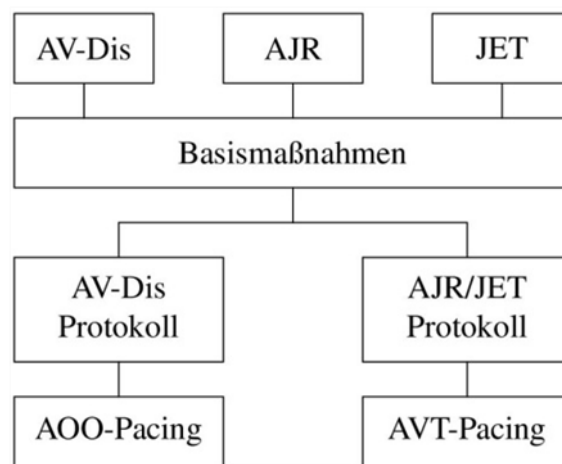 AV-Dis
AJR
JET
Basismaßnahmen
AV-Dis
Protokoll
AJR/JET
Protokoll
AOO-Pacing
AVT-Pacing